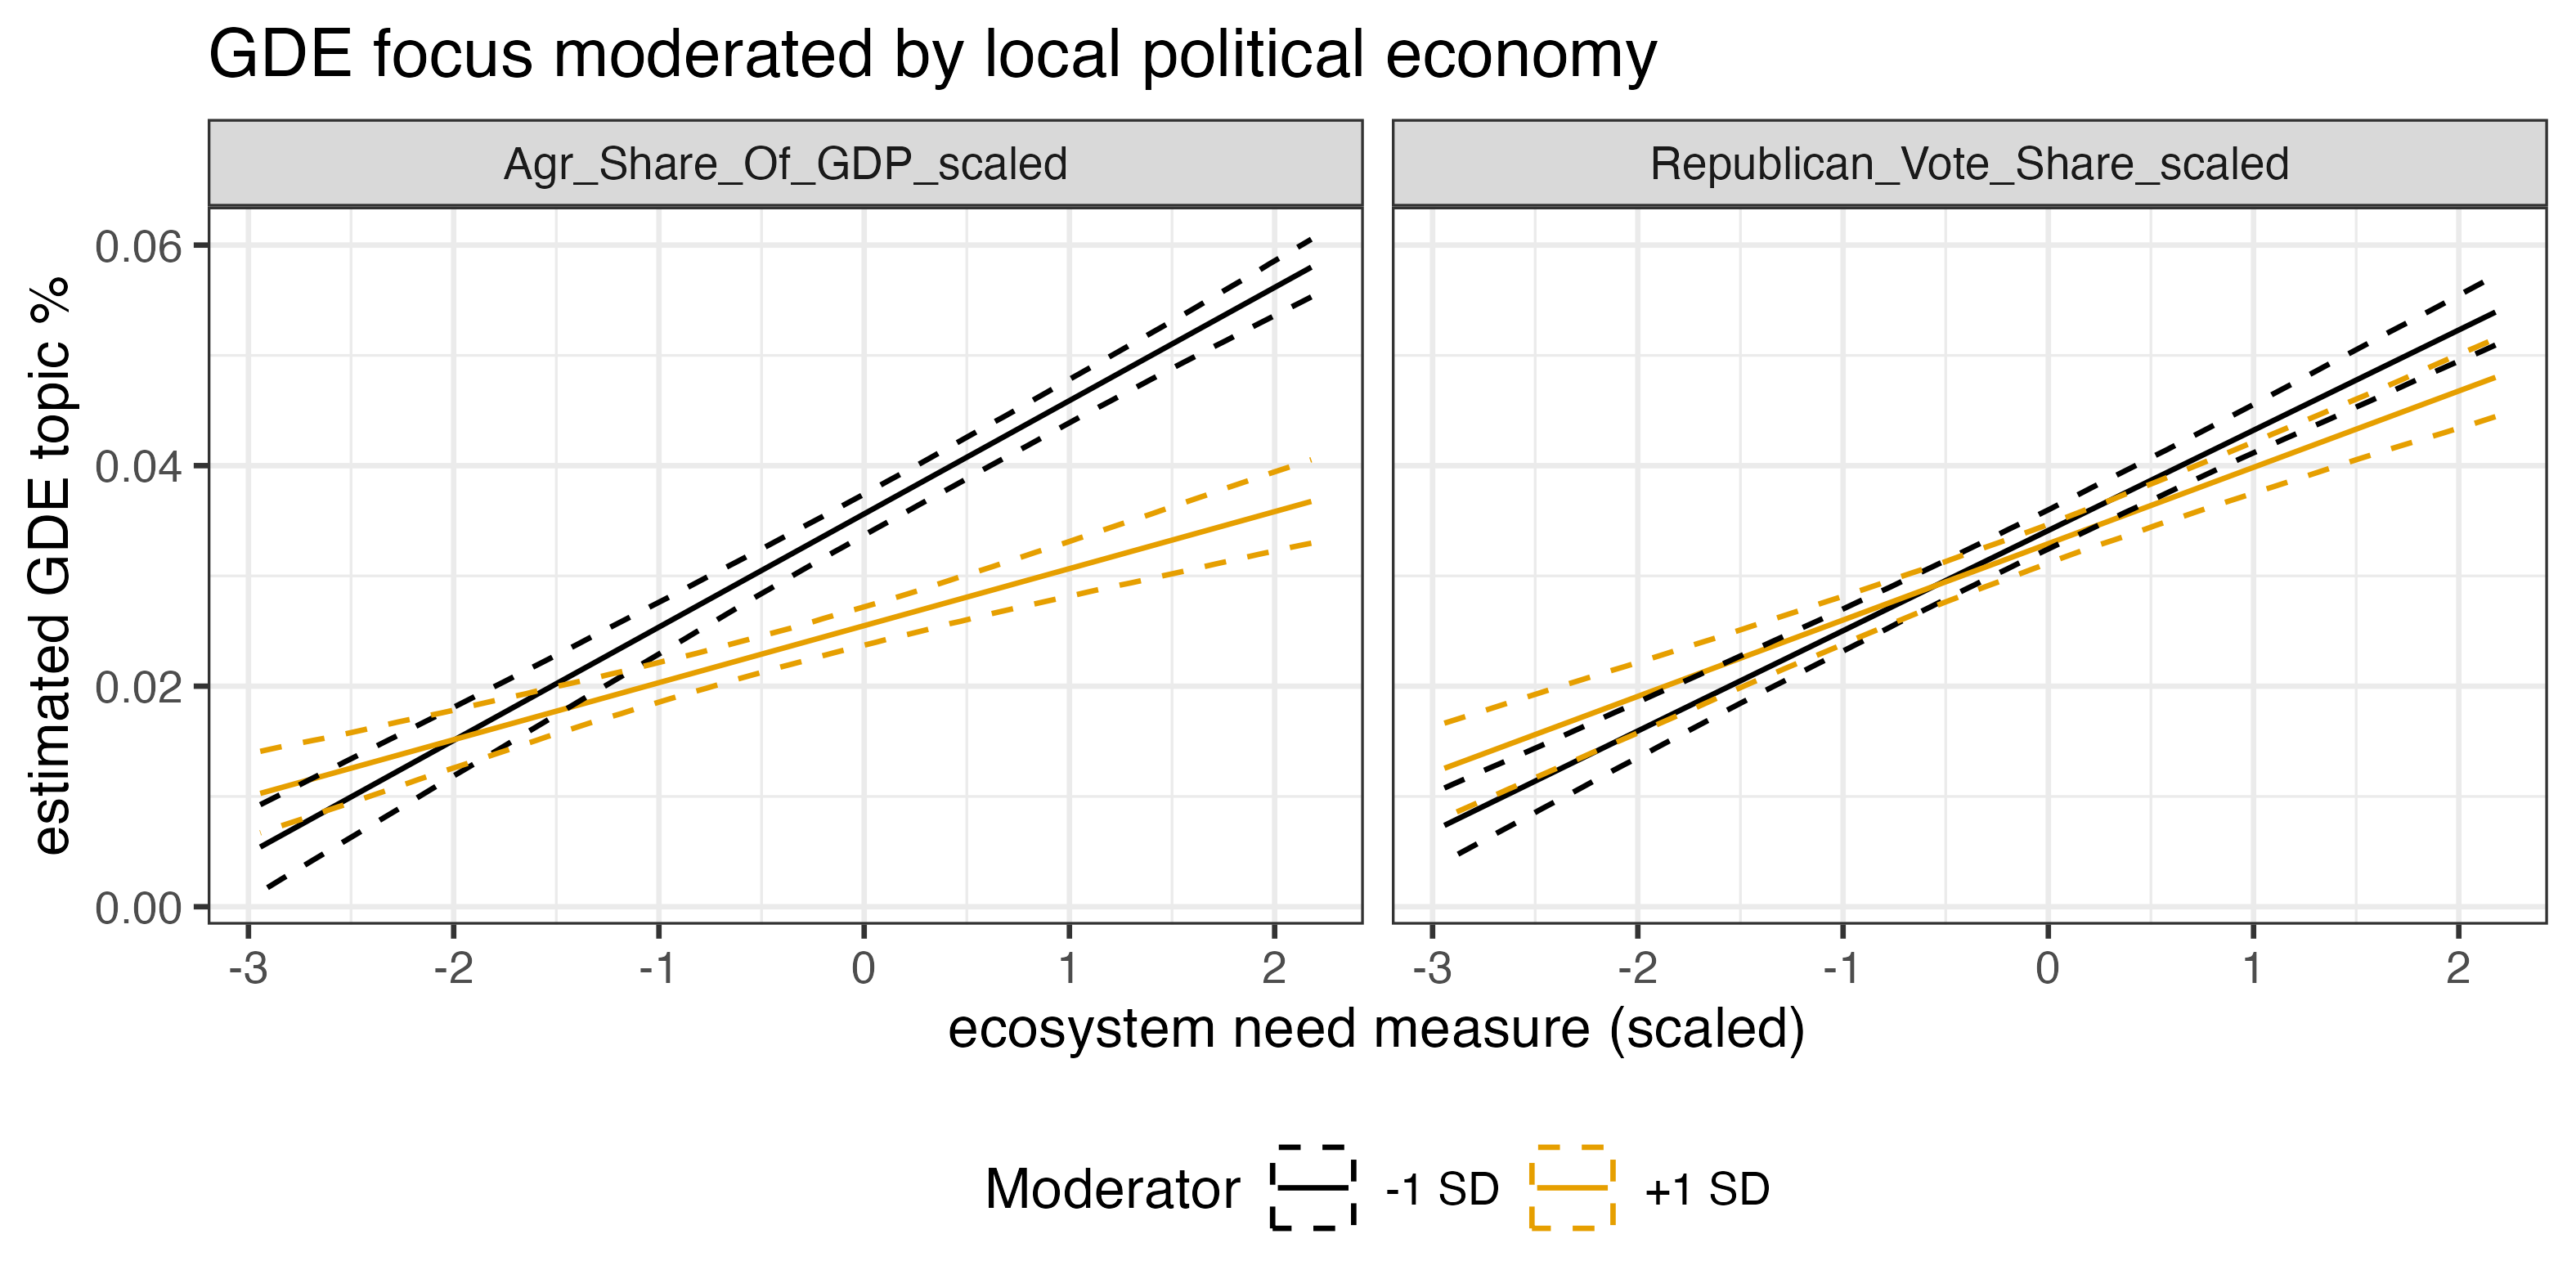 GDE focus moderated by local political economy
Agr_Share_Of_GDP_scaled
Republican_Vote_Share_scaled
estimated GDE topic %
0.06
0.04
0.02
0.00
-3 -2 -1 0 1 2
-3 -2 -1 0 1 2
ecosystem need measure (scaled)
Moderator -1 SD +1 SD